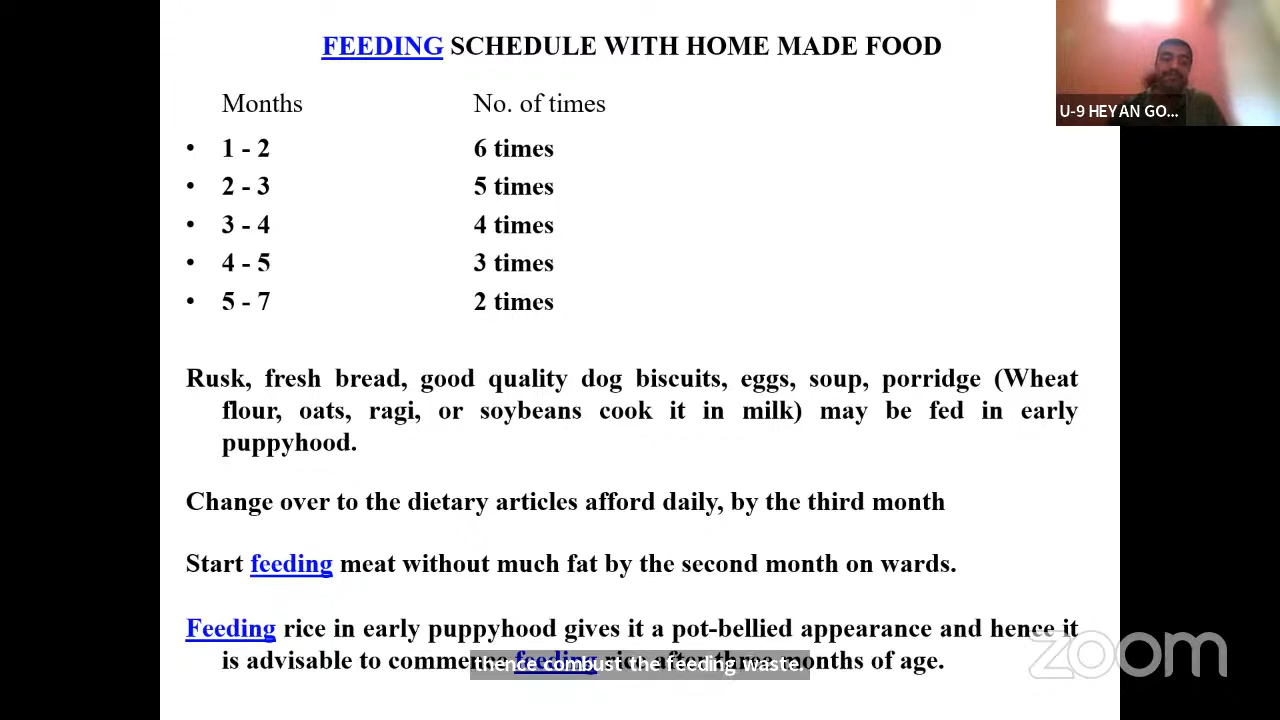 FEEDING SCHEDULE WITH HOME MADE FOOD
U-9 HEYAN GO...
Months No. of times
• 1 - 2 6 times
• 2 - 3 5 times
• 3 - 4 4 times
• 4 - 5 3 times
• 5 - 7 2 times
Rusk, fresh bread, good quality dog biscuits, eggs, soup, porridge (Wheat
flour, oats, ragi, or soybeans cook it in milk) may be fed in early
puppyhood.
Change over to the dietary articles afford daily, by the third month
Start feeding meat without much fat by the second month on wards.
Feeding rice in early puppyhood gives it a pot-bellied appearance and hence it
is advisable to commence feeding rice after three months of age.
thence combust the feeding waste.
zoom